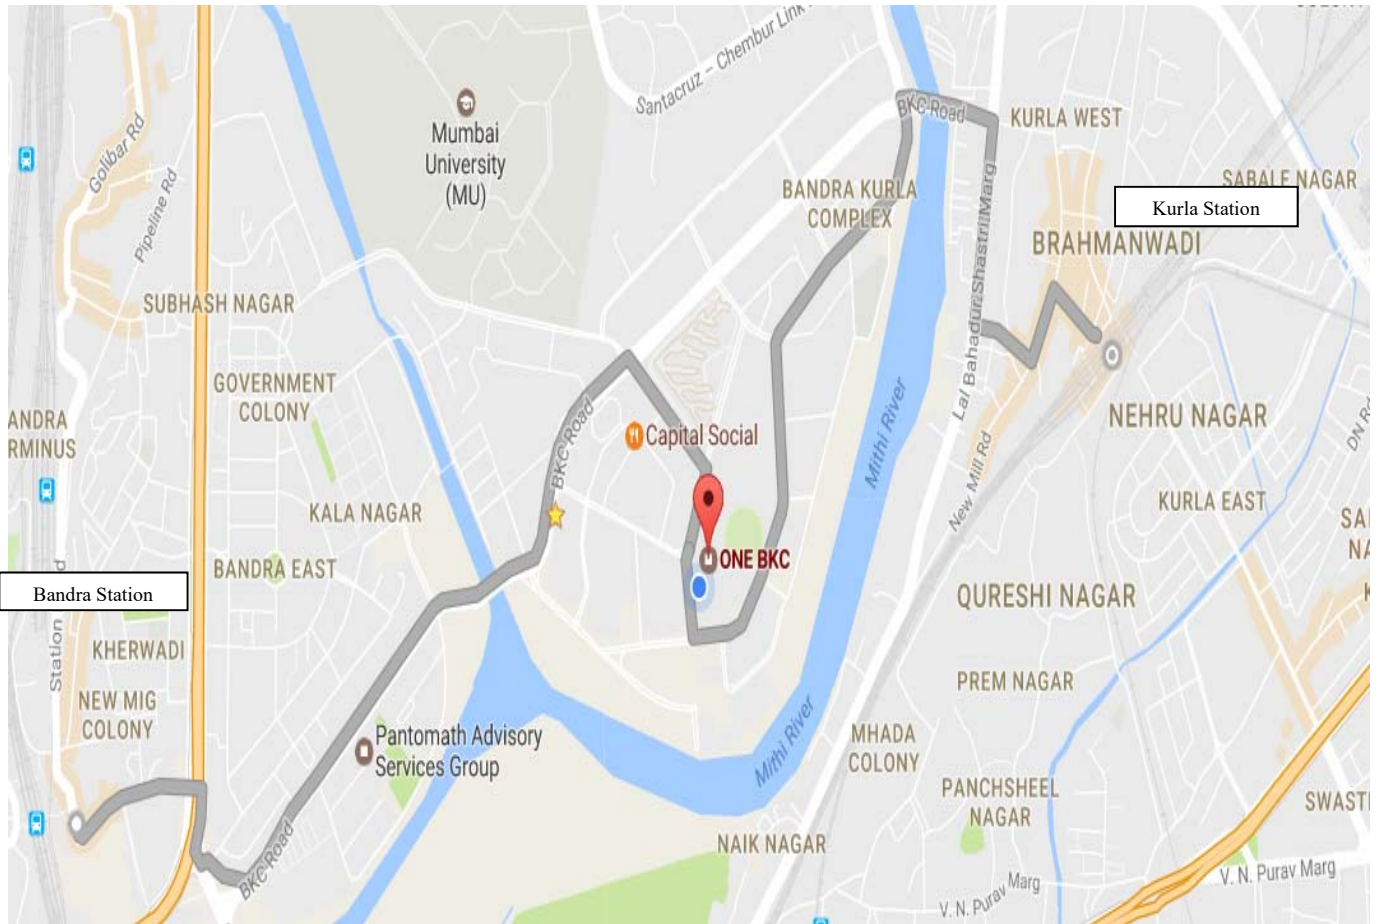 Santacruz – Chembur Link
Golibar Rd
Pipeline Rd
Mumbai
University
(MU)
BKC Road
KURLA WEST
BANDRA KURLA
COMPLEX
SABALE NAGAR
Kurla Station
BRAHMANWADI
Lal Bahadur Shastri Marg
SUBHASH NAGAR
GOVERNMENT
COLONY
ANDRA
RMINUS
BKC Road
Capital Social
Mithi River
NEHRU NAGAR
DN Rd
New Mill Rd
KURLA EAST
KALA NAGAR
BANDRA EAST
ONE BKC
SA
NA
Bandra Station
QURESHI NAGAR
K
Station
d
KHERWADI
NEW MIG
COLONY
PREM NAGAR
Pantomath Advisory
Services Group
Mithi River
MHADA
COLONY
PANCHSHEEL
NAGAR
SWASTI
BKC Road
NAIK NAGAR
V. N. Purav Marg
V. N. Purav Marg